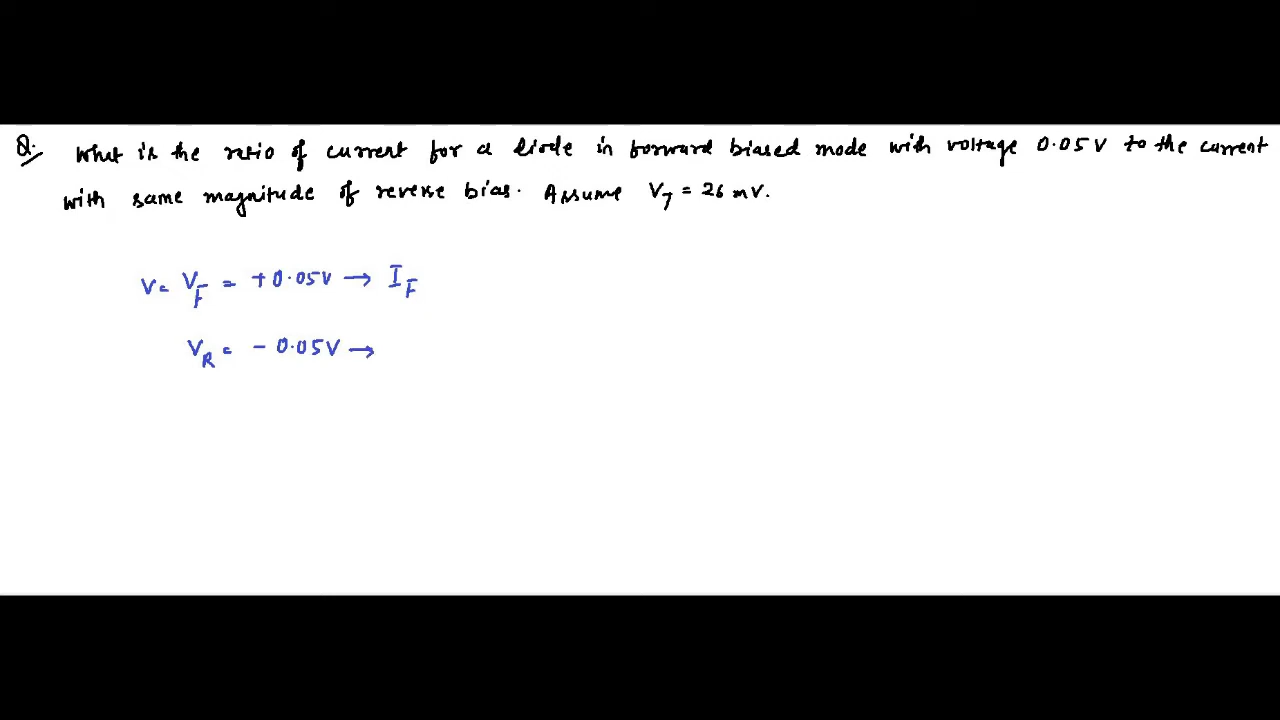 Q. What is the ratio of current for a diode in forward biased mode with voltage 0.05 V to the current
with same magnitude of reverse bias. Assume V_T = 26 mV.
V = V_F = +0.05V → I_F
V_R = - 0.05V →